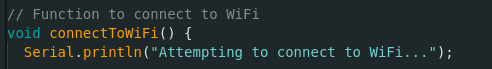 // Function to connect to WiFi
void connectToWiFi() {
  Serial.println("Attempting to connect to WiFi...");